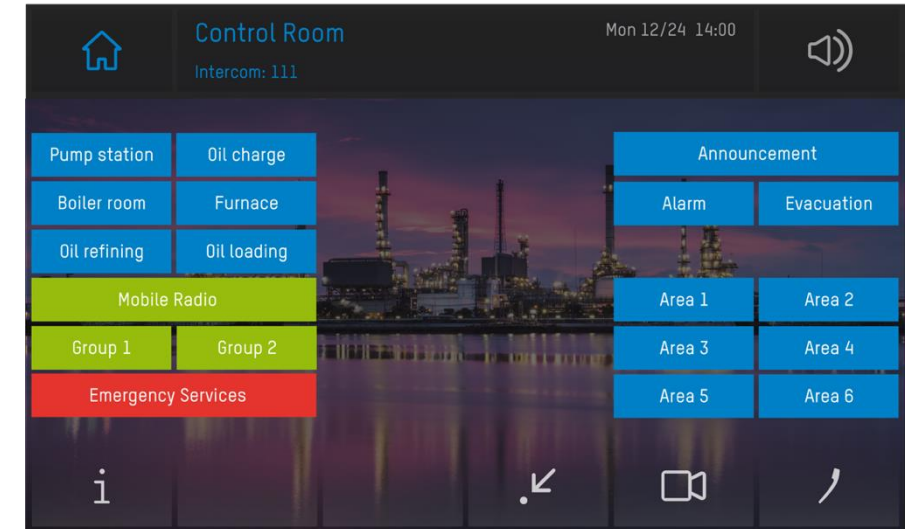 Control Room
Mon 12/24 14:00
Intercom: 111
Pump station
Oil charge
Announcement
Boiler room
Furnace
Alarm
Evacuation
Oil refining
Oil loading
Mobile Radio
Area 1
Area 2
Group 1
Group 2
Area 3
Area 4
Emergency Services
Area 5
Area 6
i